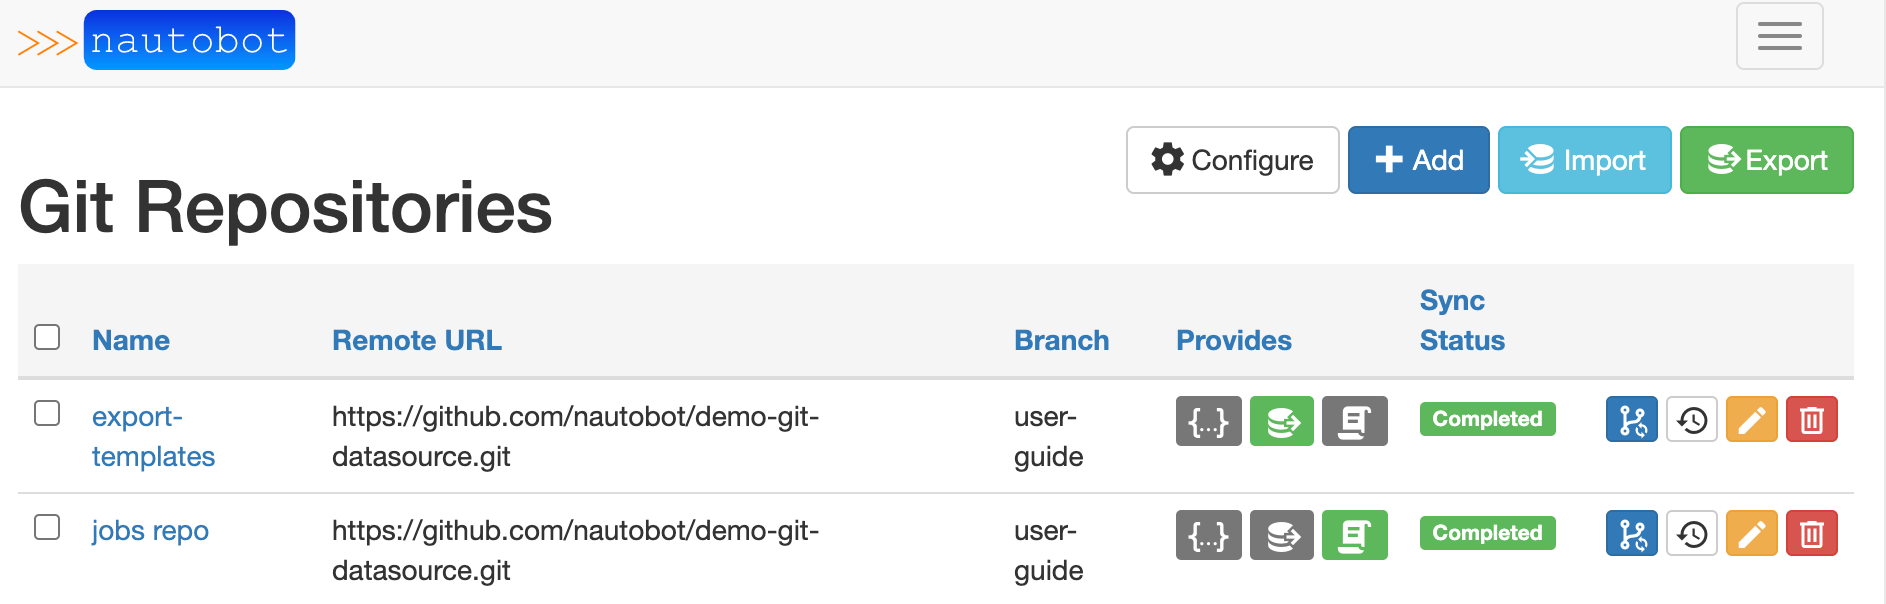 nautobot
Configure Add Import Export
Git Repositories
Name Remote URL Branch Provides Sync Status
export-templates https://github.com/nautobot/demo-git-datasource.git user-guide {...} Completed
jobs repo https://github.com/nautobot/demo-git-datasource.git user-guide {...} Completed